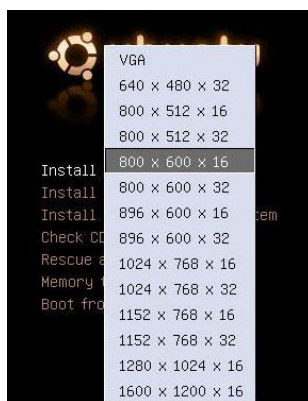 VGA
640 x 480 x 32
800 x 512 x 16
800 x 512 x 32
800 x 600 x 16
800 x 600 x 32
896 x 600 x 16
896 x 600 x 32
1024 x 768 x 16
1024 x 768 x 32
1152 x 768 x 16
1152 x 768 x 32
1280 x 1024 x 16
1600 x 1200 x 16
Install
Install
Install
Check
Rescue
Memory
Boot